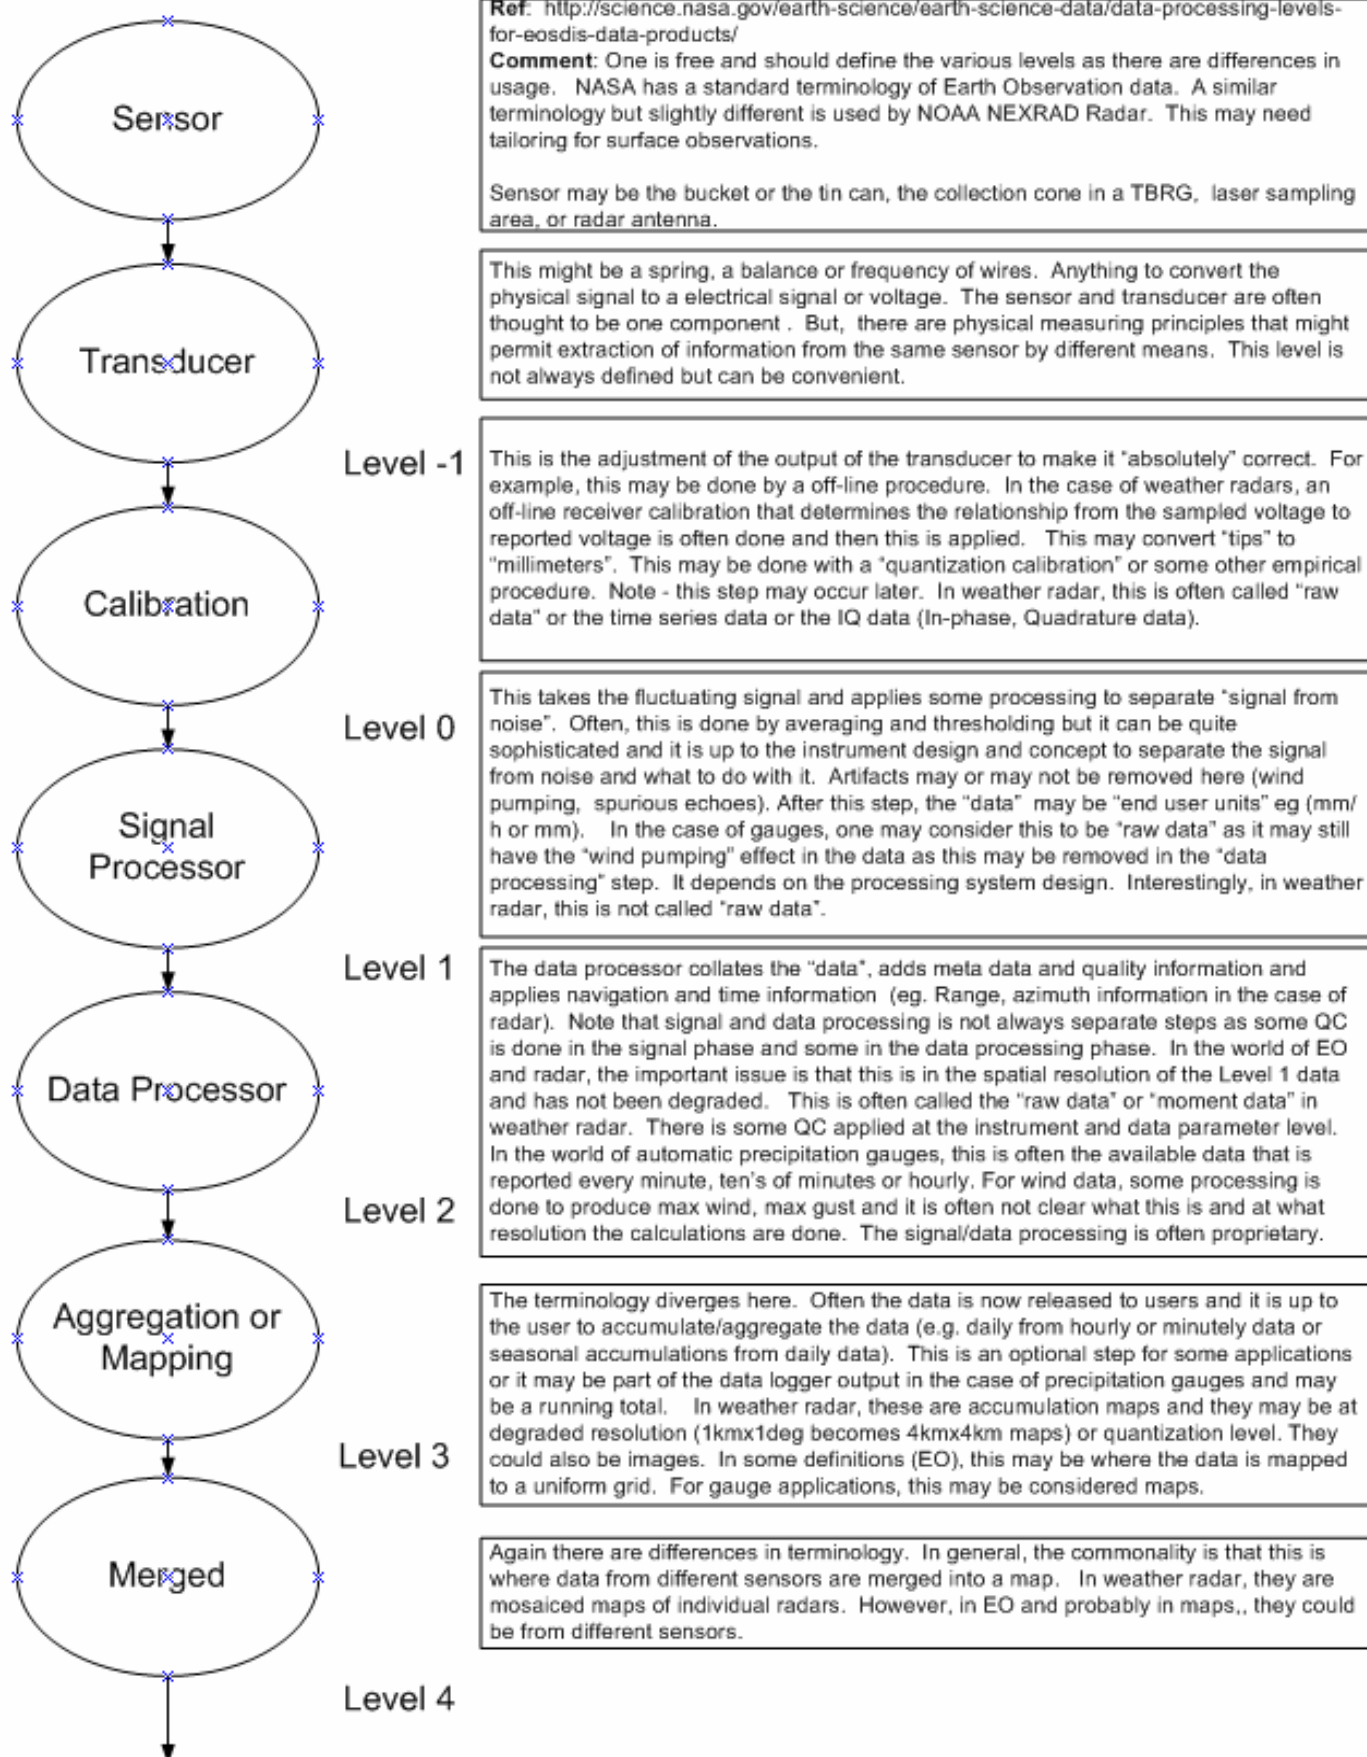 Ref: http://science.nasa.gov/earth-science/earth-science-data/data-processing-levels-
for-eosdis-data-products/
Comment: One is free and should define the various levels as there are differences in
usage. NASA has a standard terminology of Earth Observation data. A similar
terminology but slightly different is used by NOAA NEXRAD Radar. This may need
tailoring for surface observations.
Sensor may be the bucket or the tin can, the collection cone in a TBRG, laser sampling
area, or radar antenna.
Sensor
This might be a spring, a balance or frequency of wires. Anything to convert the
physical signal to a electrical signal or voltage. The sensor and transducer are often
thought to be one component . But, there are physical measuring principles that might
permit extraction of information from the same sensor by different means. This level is
not always defined but can be convenient.
Transducer
Level -1
This is the adjustment of the output of the transducer to make it "absolutely" correct. For
example, this may be done by a off-line procedure. In the case of weather radars, an
off-line receiver calibration that determines the relationship from the sampled voltage to
reported voltage is often done and then this is applied. This may convert "tips" to
"millimeters". This may be done with a "quantization calibration" or some other empirical
procedure. Note - this step may occur later. In weather radar, this is often called "raw
data" or the time series data or the IQ data (In-phase, Quadrature data).
Calibration
Level 0
This takes the fluctuating signal and applies some processing to separate "signal from
noise". Often, this is done by averaging and thresholding but it can be quite
sophisticated and it is up to the instrument design and concept to separate the signal
from noise and what to do with it. Artifacts may or may not be removed here (wind
pumping, spurious echoes). After this step, the "data" may be "end user units" eg (mm/
h or mm). In the case of gauges, one may consider this to be "raw data" as it may still
have the "wind pumping" effect in the data as this may be removed in the "data
processing" step. It depends on the processing system design. Interestingly, in weather
radar, this is not called "raw data".
Signal
Processor
Level 1
The data processor collates the "data", adds meta data and quality information and
applies navigation and time information (eg. Range, azimuth information in the case of
radar). Note that signal and data processing is not always separate steps as some QC
is done in the signal phase and some in the data processing phase. In the world of EO
and radar, the important issue is that this is in the spatial resolution of the Level 1 data
and has not been degraded. This is often called the "raw data" or "moment data" in
weather radar. There is some QC applied at the instrument and data parameter level.
In the world of automatic precipitation gauges, this is often the available data that is
reported every minute, ten's of minutes or hourly. For wind data, some processing is
done to produce max wind, max gust and it is often not clear what this is and at what
resolution the calculations are done. The signal/data processing is often proprietary.
Data Processor
Level 2
The terminology diverges here. Often the data is now released to users and it is up to
the user to accumulate/aggregate the data (e.g. daily from hourly or minutely data or
seasonal accumulations from daily data). This is an optional step for some applications
or it may be part of the data logger output in the case of precipitation gauges and may
be a running total. In weather radar, these are accumulation maps and they may be at
degraded resolution (1kmx1deg becomes 4kmx4km maps) or quantization level. They
could also be images. In some definitions (EO), this may be where the data is mapped
to a uniform grid. For gauge applications, this may be considered maps.
Aggregation or
Mapping
Level 3
Again there are differences in terminology. In general, the commonality is that this is
where data from different sensors are merged into a map. In weather radar, they are
mosaiced maps of individual radars. However, in EO and probably in maps,, they could
be from different sensors.
Merged
Level 4